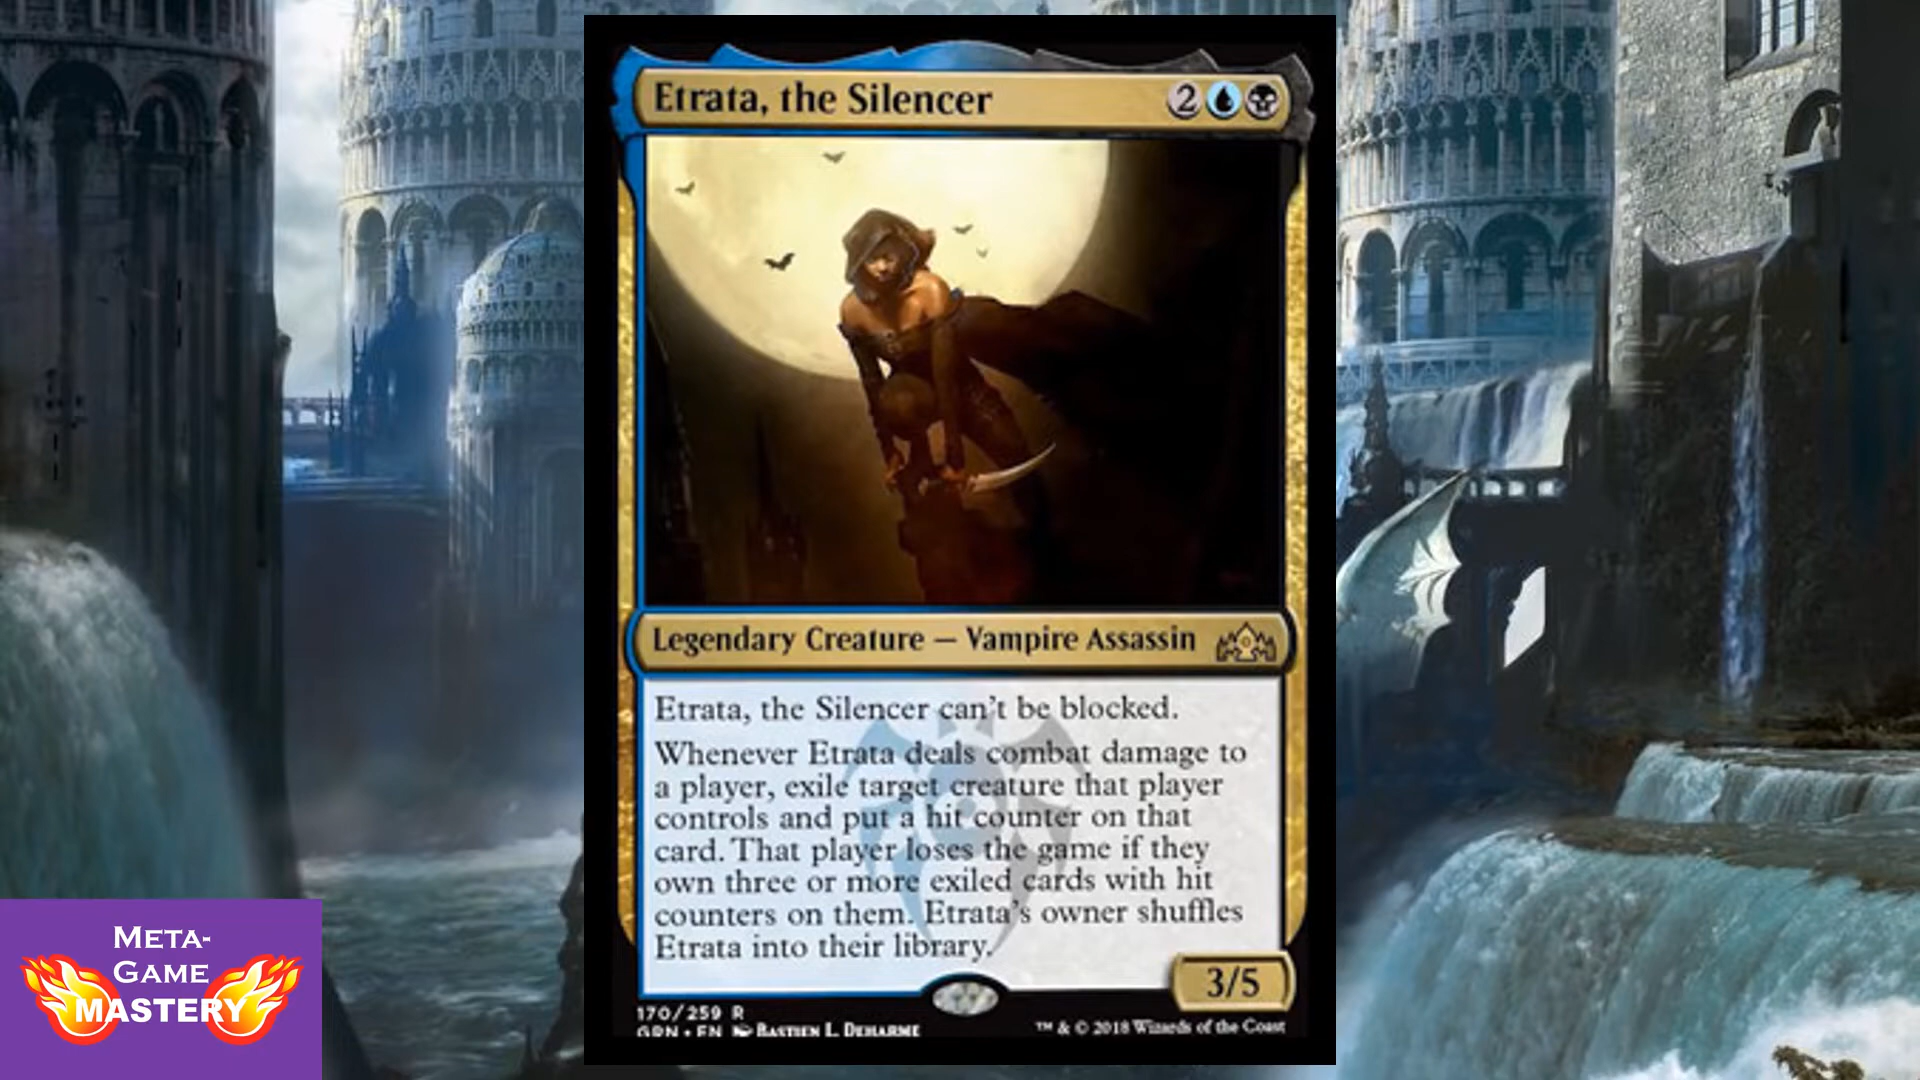 Etrata, the Silencer 2
Legendary Creature — Vampire Assassin
Etrata, the Silencer can't be blocked.
Whenever Etrata deals combat damage to
a player, exile target creature that player
controls and put a hit counter on that
card. That player loses the game if they
own three or more exiled cards with hit
counters on them. Etrata's owner shuffles
Etrata into their library.
3/5
170/259 R
GRN • EN Bastien L. Deharme
™ & © 2018 Wizards of the Coast
META-
GAME
MASTERY